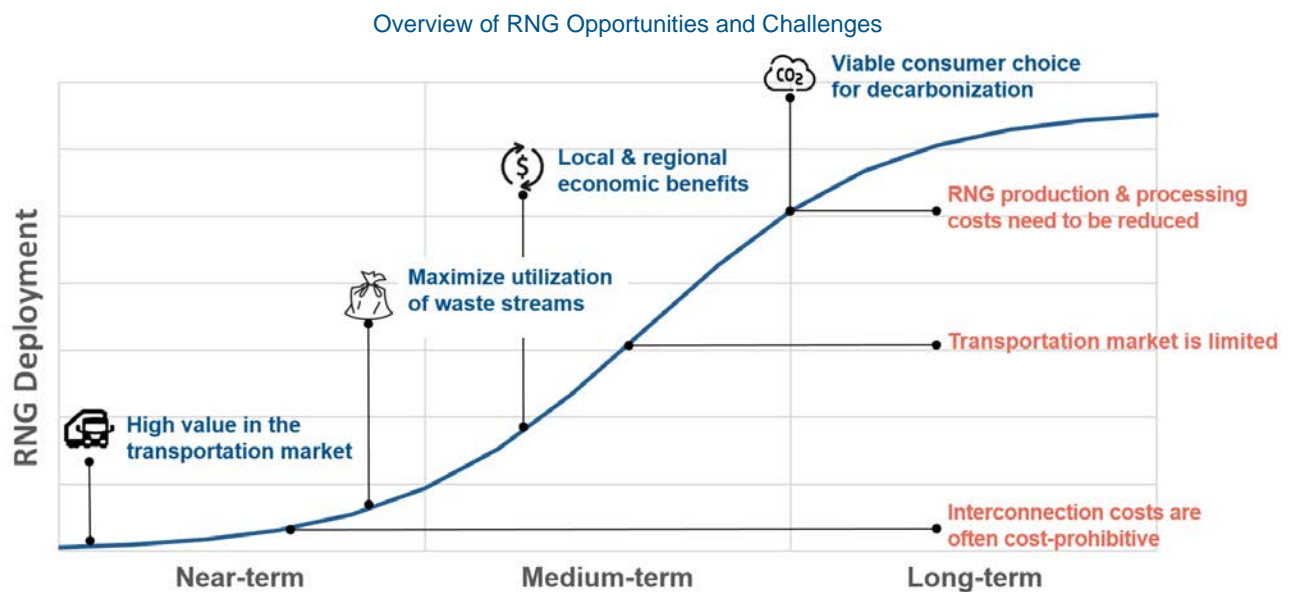 Overview of RNG Opportunities and Challenges
CO2
Viable consumer choice
for decarbonization
$
Local & regional
economic benefits
RNG production & processing
costs need to be reduced
Maximize utilization
of waste streams
Transportation market is limited
High value in the
transportation market
Interconnection costs are
often cost-prohibitive
RNG Deployment
Near-term
Medium-term
Long-term